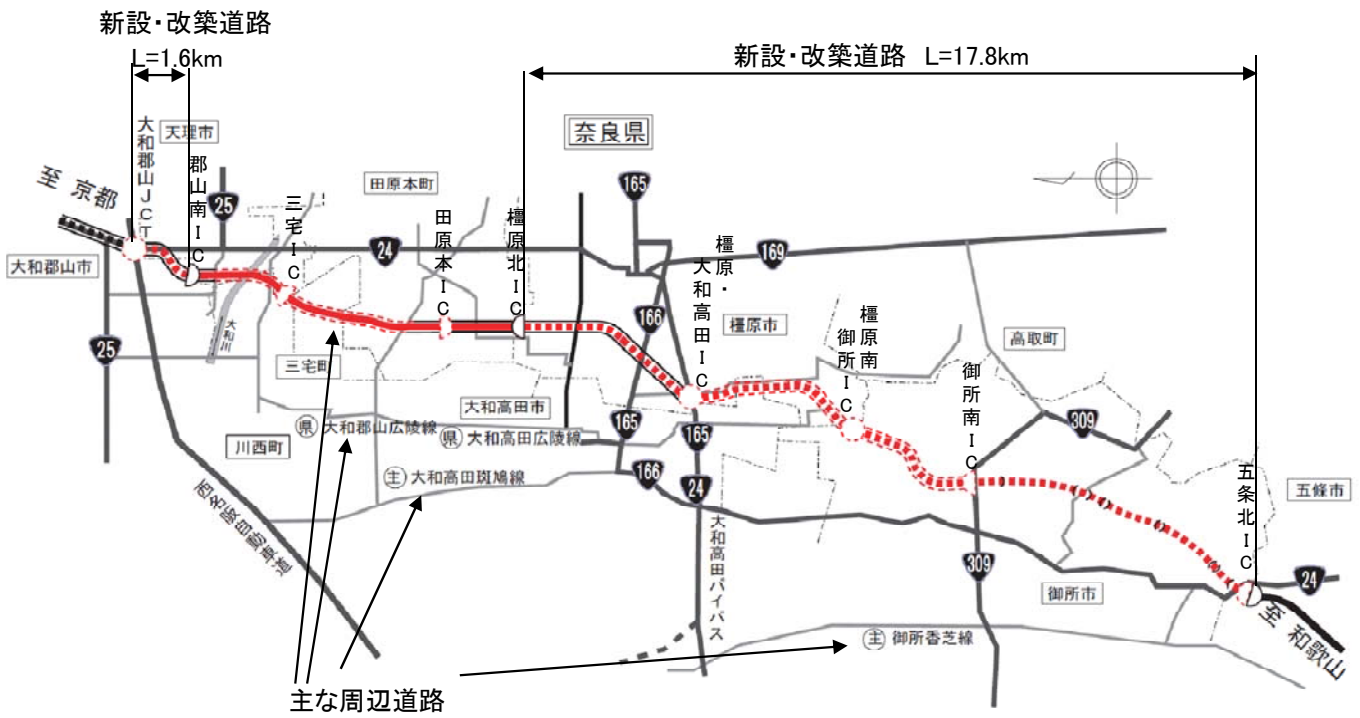 新設・改築道路
L=1.6km
新設・改築道路 L=17.8km
奈良県
大和郡山JCT
天理市
郡山南IC
至 京都
25
三宅IC
田原本町
24
田原本IC
橿原北IC
165
橿原・
大和高田IC
169
166
橿原市
橿原南
御所IC
高取町
大和郡山市
25
大和川
三宅町
御所南IC
309
大和高田市
県 大和郡山広陵線
県 大和高田広陵線
165
165
川西町
主 大和高田斑鳩線
166
24
五条北IC
五條市
西名阪自動車道
大和高田バイパス
309
御所市
24
主 御所香芝線
至 和歌山
主な周辺道路